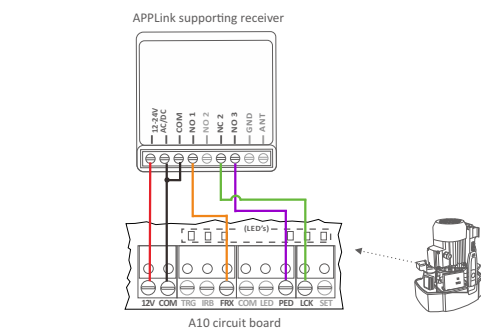 APPLink supporting receiver
12-24V
AC/DC
COM
NO 1
NO 2
NC 2
NO 3
GND
ANT
(LED's)
12V COM TRG IRB FRX COM LED PED LCK SET
A10 circuit board